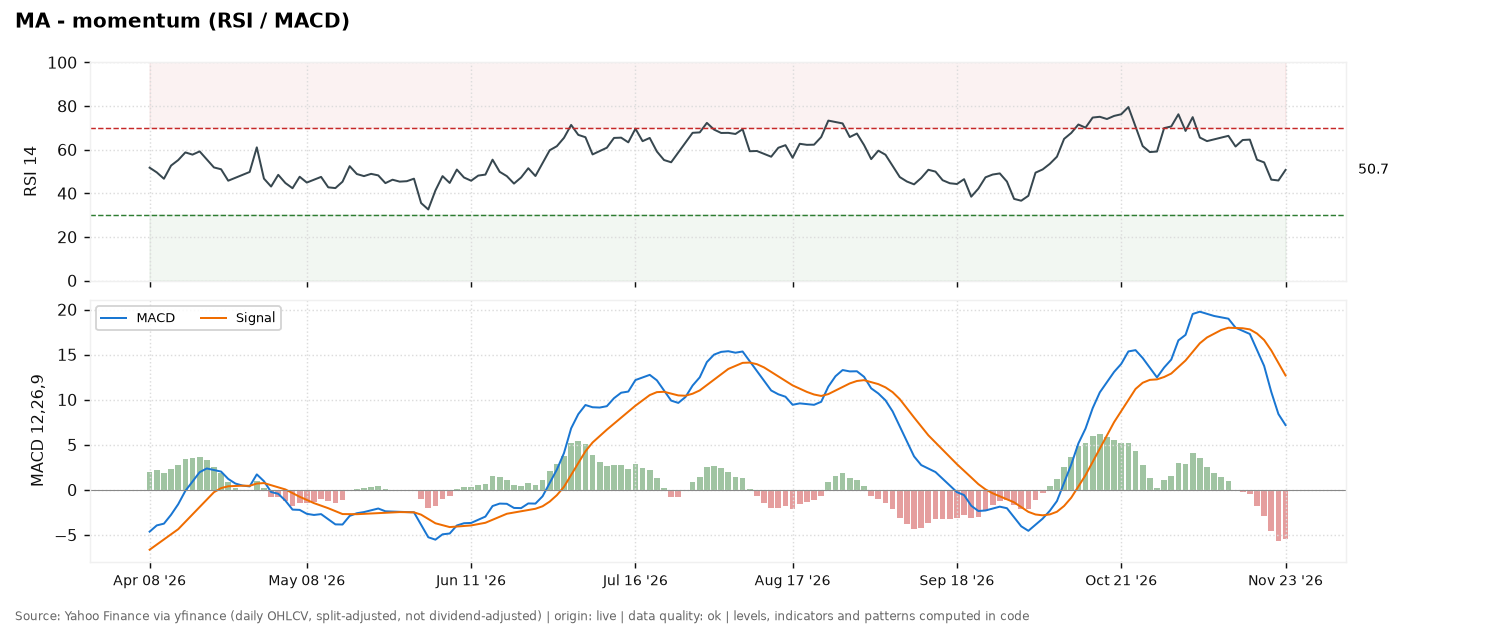 MA - momentum (RSI / MACD)
100
80
60
40
20
0
RSI 14
50.7
MACD
Signal
20
15
10
5
0
−5
MACD 12,26,9
Apr 08 '26
May 08 '26
Jun 11 '26
Jul 16 '26
Aug 17 '26
Sep 18 '26
Oct 21 '26
Nov 23 '26
Source: Yahoo Finance via yfinance (daily OHLCV, split-adjusted, not dividend-adjusted) | origin: live | data quality: ok | levels, indicators and patterns computed in code